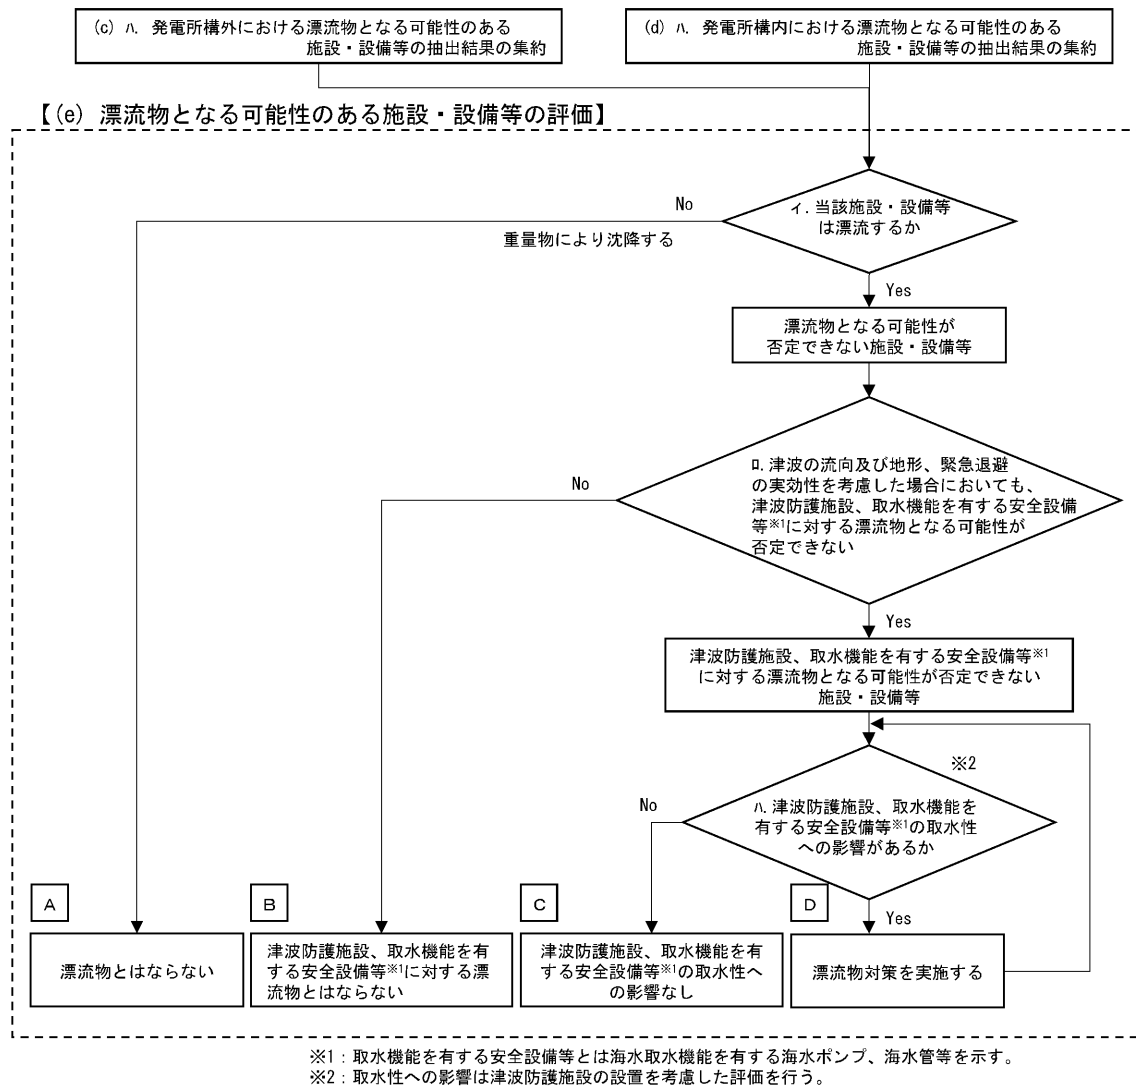 (c) ﾊ. 発電所構外における漂流物となる可能性のある
施設・設備等の抽出結果の集約
(d) ﾊ. 発電所構内における漂流物となる可能性のある
施設・設備等の抽出結果の集約
【(e) 漂流物となる可能性のある施設・設備等の評価】
ィ. 当該施設・設備等
は漂流するか
No
重量物により沈降する
Yes
漂流物となる可能性が
否定できない施設・設備等
ﾛ. 津波の流向及び地形、緊急退避
の実効性を考慮した場合においても、
津波防護施設、取水機能を有する安全設備
等※1に対する漂流物となる可能性が
否定できない
No
Yes
津波防護施設、取水機能を有する安全設備等※1
に対する漂流物となる可能性が否定できない
施設・設備等
※2
ﾊ. 津波防護施設、取水機能を
有する安全設備等※1の取水性
への影響があるか
No
Yes
A
漂流物とはならない
B
津波防護施設、取水機能を有
する安全設備等※1に対する漂
流物とはならない
C
津波防護施設、取水機能を有
する安全設備等※1の取水性へ
の影響なし
D
漂流物対策を実施する
※1：取水機能を有する安全設備等とは海水取水機能を有する海水ポンプ、海水管等を示す。
※2：取水性への影響は津波防護施設の設置を考慮した評価を行う。